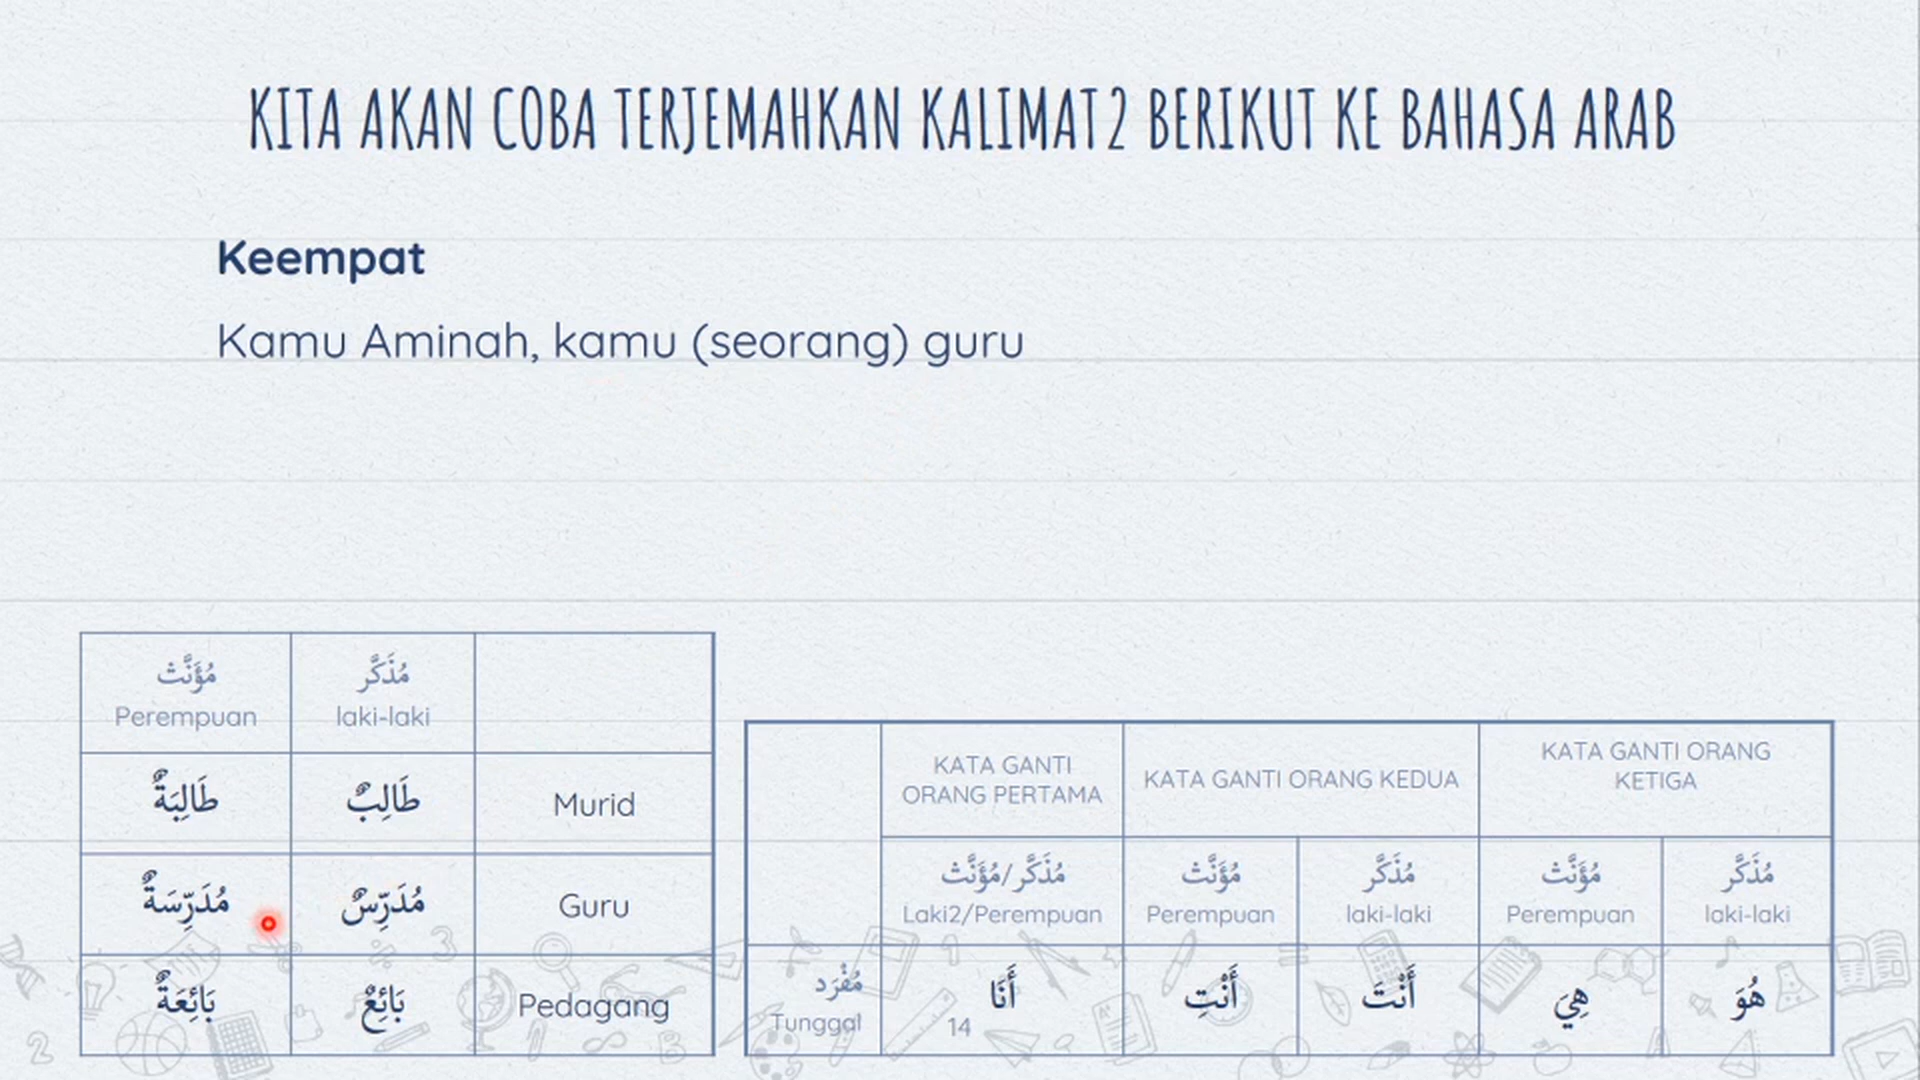 KITA AKAN COBA TERJEMAHKAN KALIMAT2 BERIKUT KE BAHASA ARAB
Keempat
Kamu Aminah, kamu (seorang) guru
مُؤَنَّثْ مُذَكَّر
Perempuan laki-laki
طَالِبَةٌ طَالِبٌ Murid
مُدَرِّسَةٌ مُدَرِّسٌ Guru
بَائِعَةٌ بَائِعٌ Pedagang
KATA GANTI
ORANG PERTAMA
KATA GANTI ORANG KEDUA
KATA GANTI ORANG
KETIGA
مُذَكَّر/مُؤَنَّثْ مُؤَنَّثْ مُذَكَّر مُؤَنَّثْ مُذَكَّر
Laki2/Perempuan Perempuan laki-laki Perempuan laki-laki
مُفْرَد أَنَا أَنْتِ أَنْتَ هِيَ هُوَ
Tunggal
14